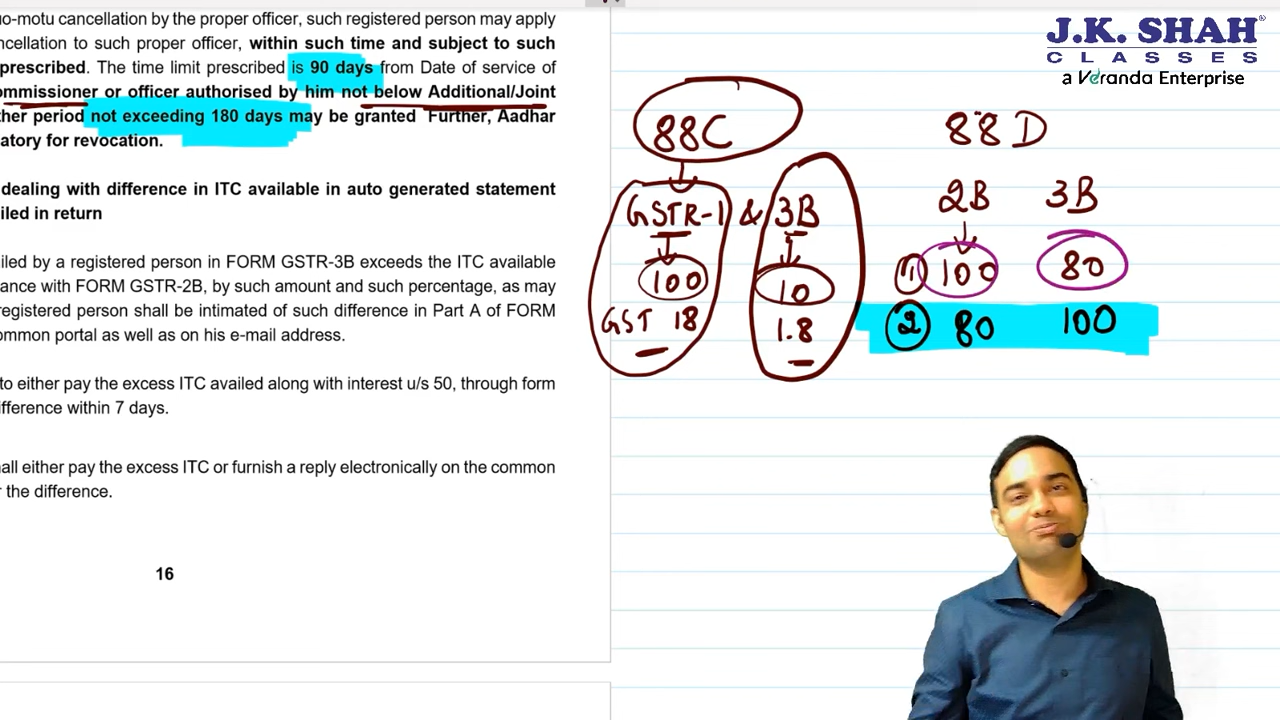 uo-motu cancellation by the proper officer, such registered person may apply
ncellation to such proper officer, within such time and subject to such
prescribed. The time limit prescribed is 90 days from Date of service of
ommissioner or officer authorised by him not below Additional/Joint
ther period not exceeding 180 days may be granted Further, Aadhar
atory for revocation.
dealing with difference in ITC available in auto generated statement
iled in return
iled by a registered person in FORM GSTR-3B exceeds the ITC available
ance with FORM GSTR-2B, by such amount and such percentage, as may
registered person shall be intimated of such difference in Part A of FORM
ommon portal as well as on his e-mail address.
to either pay the excess ITC availed along with interest u/s 50, through form
ifference within 7 days.
all either pay the excess ITC or furnish a reply electronically on the common
r the difference.
16
J.K. SHAH®
CLASSES
a Veranda Enterprise
88C
GSTR-1 & 3B
100 10
GST 18 1.8
88D
2B 3B
1 100 80
2 80 100